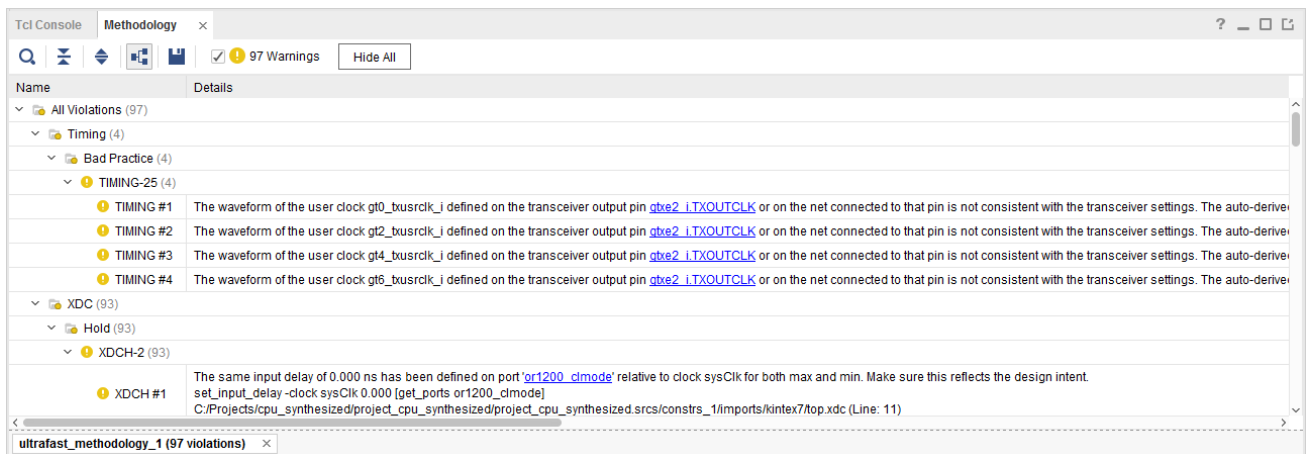 Tcl Console Methodology × ?
97 Warnings Hide All
Name Details
All Violations (97)
Timing (4)
Bad Practice (4)
TIMING-25 (4)
TIMING #1 The waveform of the user clock gt0_txusrclk_i defined on the transceiver output pin gtxe2_i.TXOUTCLK or on the net connected to that pin is not consistent with the transceiver settings. The auto-derive
TIMING #2 The waveform of the user clock gt2_txusrclk_i defined on the transceiver output pin gtxe2_i.TXOUTCLK or on the net connected to that pin is not consistent with the transceiver settings. The auto-derive
TIMING #3 The waveform of the user clock gt4_txusrclk_i defined on the transceiver output pin gtxe2_i.TXOUTCLK or on the net connected to that pin is not consistent with the transceiver settings. The auto-derive
TIMING #4 The waveform of the user clock gt6_txusrclk_i defined on the transceiver output pin gtxe2_i.TXOUTCLK or on the net connected to that pin is not consistent with the transceiver settings. The auto-derive
XDC (93)
Hold (93)
XDCH-2 (93)
The same input delay of 0.000 ns has been defined on port 'or1200_clmode' relative to clock sysClk for both max and min. Make sure this reflects the design intent.
XDCH #1 set_input_delay -clock sysClk 0.000 [get_ports or1200_clmode]
C:/Projects/cpu_synthesized/project_cpu_synthesized/project_cpu_synthesized.srcs/constrs_1/imports/kintex7/top.xdc (Line: 11)
ultrafast_methodology_1 (97 violations) ×